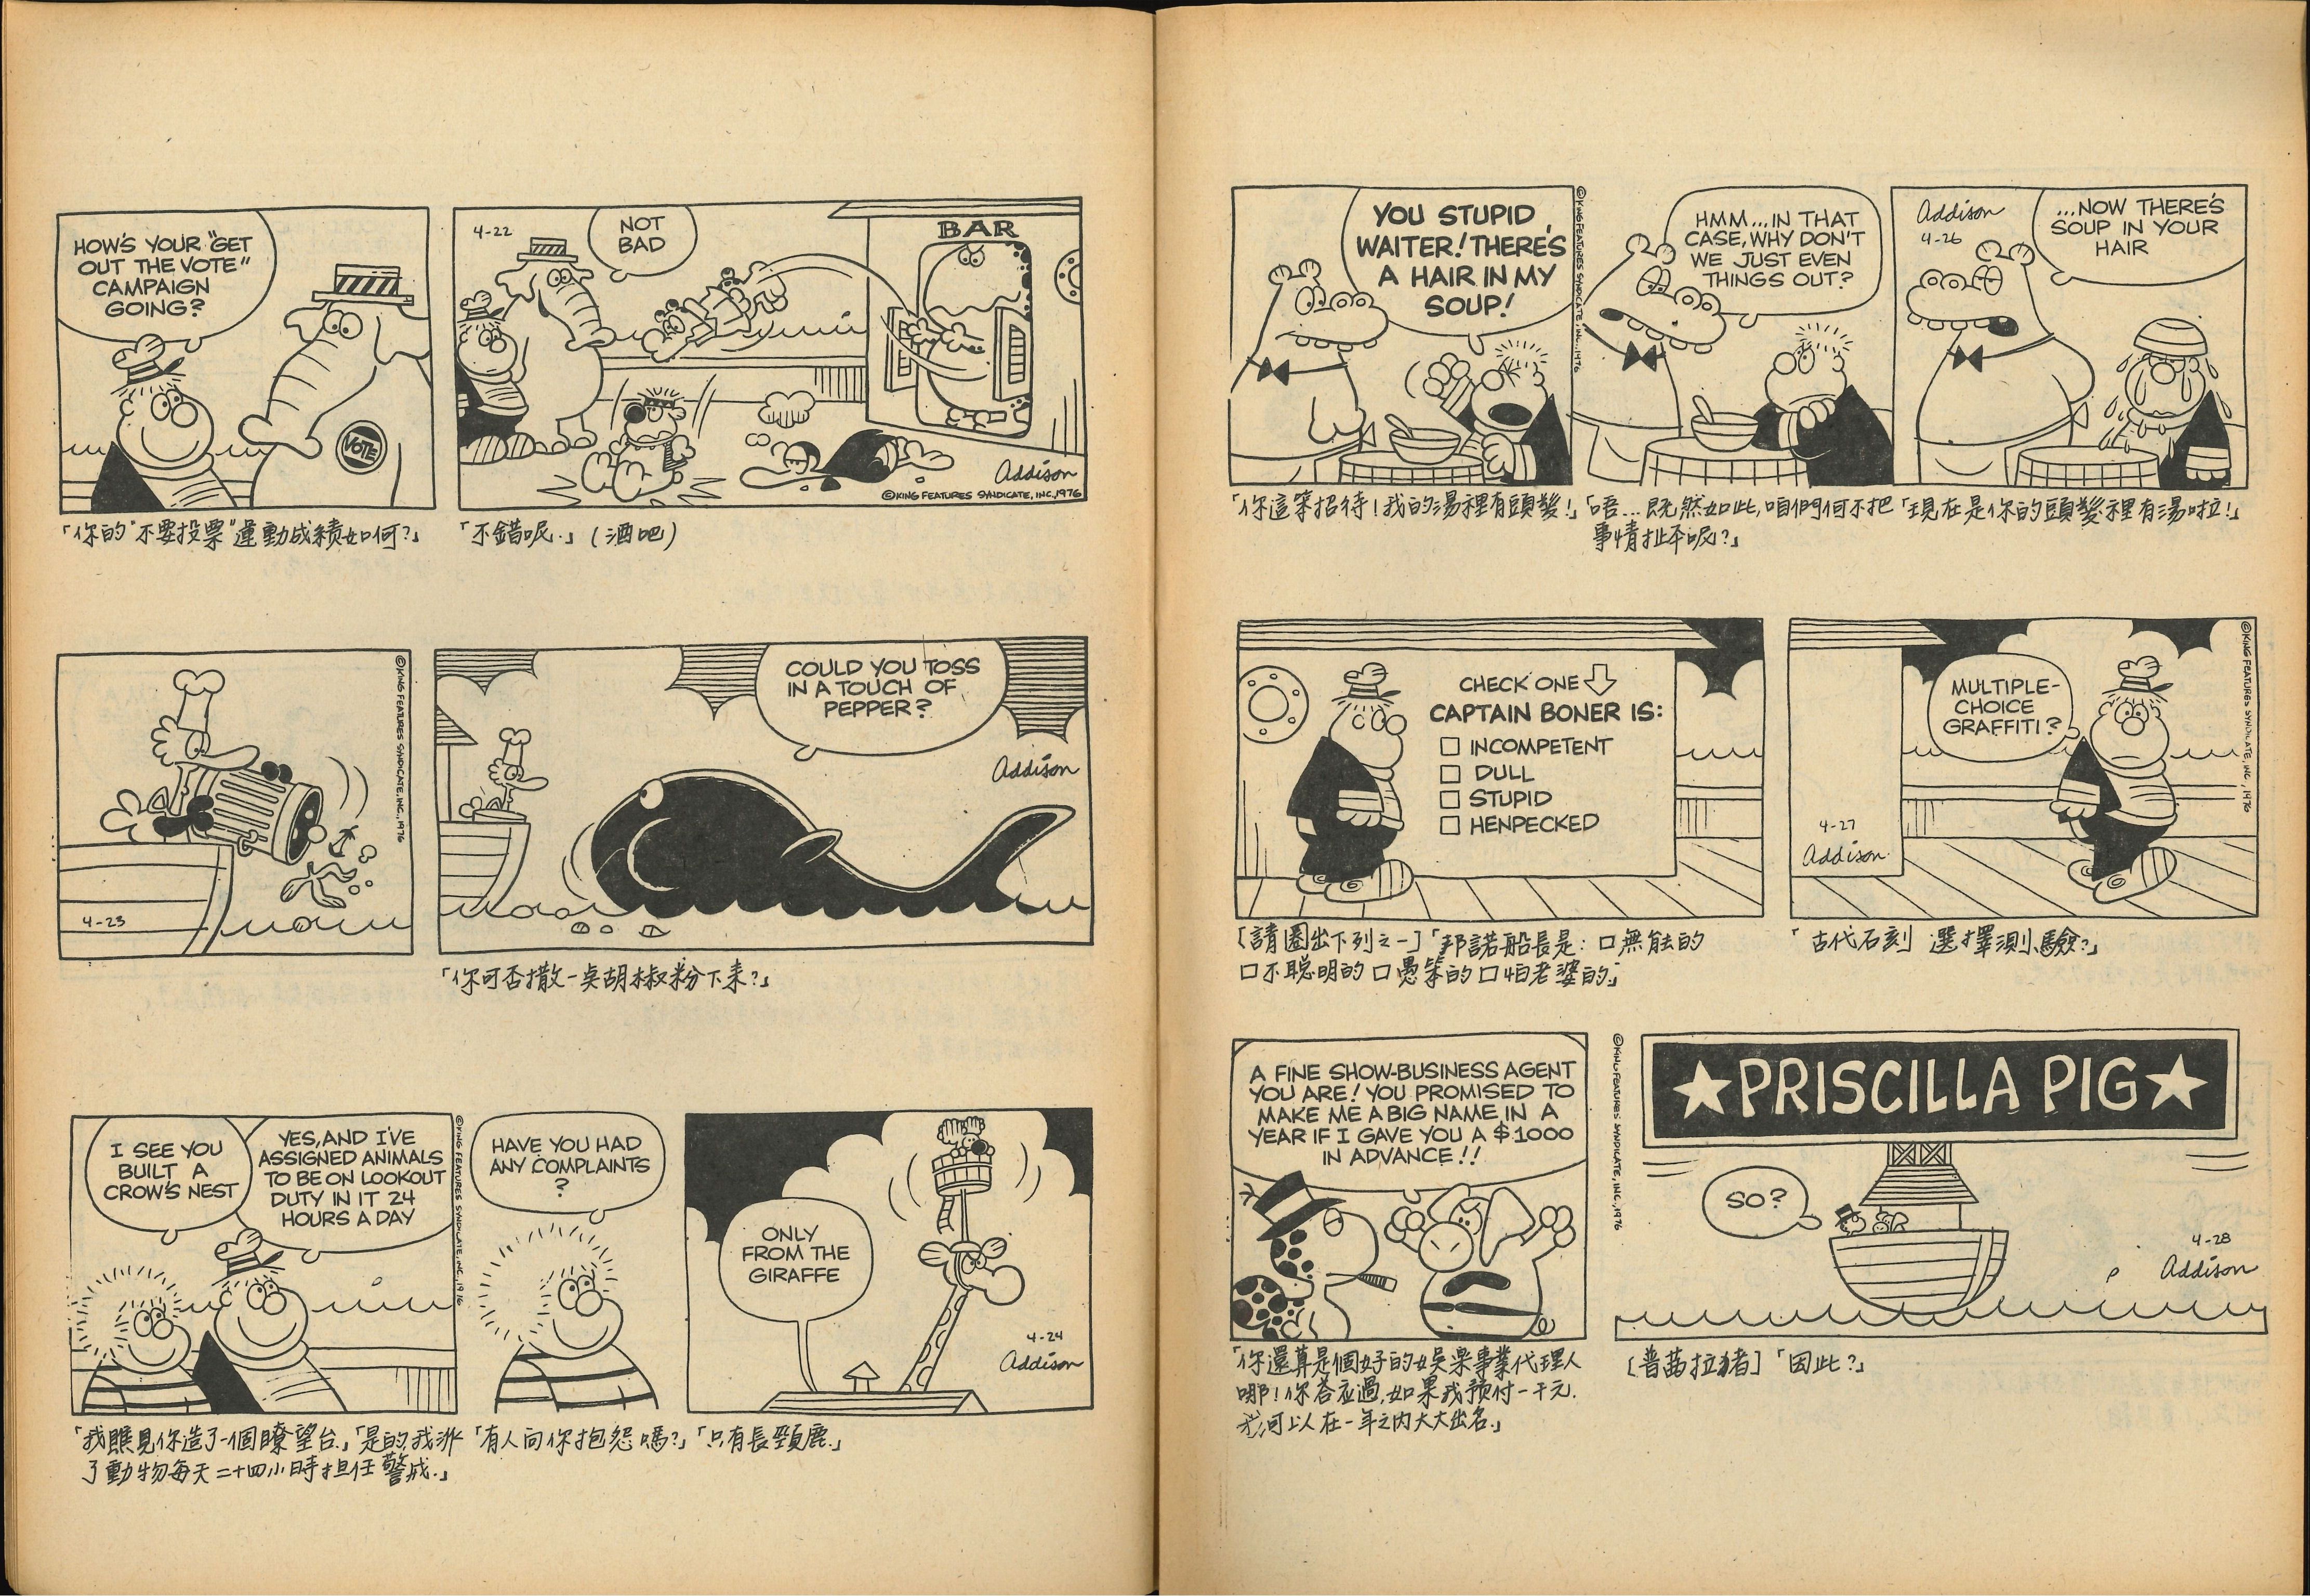 HOW'S YOUR "GET
OUT THE VOTE"
CAMPAIGN
GOING?
VOTE
4-22
NOT
BAD
BAR
Addison
©KING FEATURES SYNDICATE, INC., 1976
「你的"不要投票"運動成績如何?」
「不錯呢.」(酒吧)
4-23
©KING FEATURES SYNDICATE, INC., 1976
COULD YOU TOSS
IN A TOUCH OF
PEPPER?
Addison
「你可否撒一点胡椒粉下来?」
I SEE YOU
BUILT A
CROW'S NEST
YES, AND I'VE
ASSIGNED ANIMALS
TO BE ON LOOKOUT
DUTY IN IT 24
HOURS A DAY
©KING FEATURES SYNDICATE, INC., 1976
HAVE YOU HAD
ANY COMPLAINTS
?
ONLY
FROM THE
GIRAFFE
4-24
Addison
「我瞧見你造了一個瞭望台.」「是的,我派
了動物每天二十四小時担任警戒.」
「有人向你抱怨嗎?」
「只有長頸鹿.」
YOU STUPID
WAITER! THERE'S
A HAIR IN MY
SOUP!
©KING FEATURES SYNDICATE, INC., 1976
HMM...IN THAT
CASE, WHY DON'T
WE JUST EVEN
THINGS OUT?
Addison
4-26
...NOW THERE'S
SOUP IN YOUR
HAIR
「你這笨招待!我的湯裡有頭髮!」
「唔...既然如此,咱們何不把
事情扯平呢?」
「現在是你的頭髮裡有湯啦!」
CHECK ONE
CAPTAIN BONER IS:
□ INCOMPETENT
□ DULL
□ STUPID
□ HENPECKED
MULTIPLE-
CHOICE
GRAFFITI?
4-27
Addison
©KING FEATURES SYNDICATE, INC., 1976
[請圈出下列之一]「邦諾船長是:口無能的
口不聪明的口愚笨的口怕老婆的」
「古代石刻 選擇測驗?」
A FINE SHOW-BUSINESS AGENT
YOU ARE! YOU PROMISED TO
MAKE ME A BIG NAME IN A
YEAR IF I GAVE YOU A $1000
IN ADVANCE!!
©KING FEATURES SYNDICATE, INC., 1976
★PRISCILLA PIG★
SO?
4-28
Addison
「你還算是個好的娛樂事業代理人
哪!你答应過,如果我預付一千元.
我可以在一年之内大大出名.」
[普茜拉豬]「因此?」